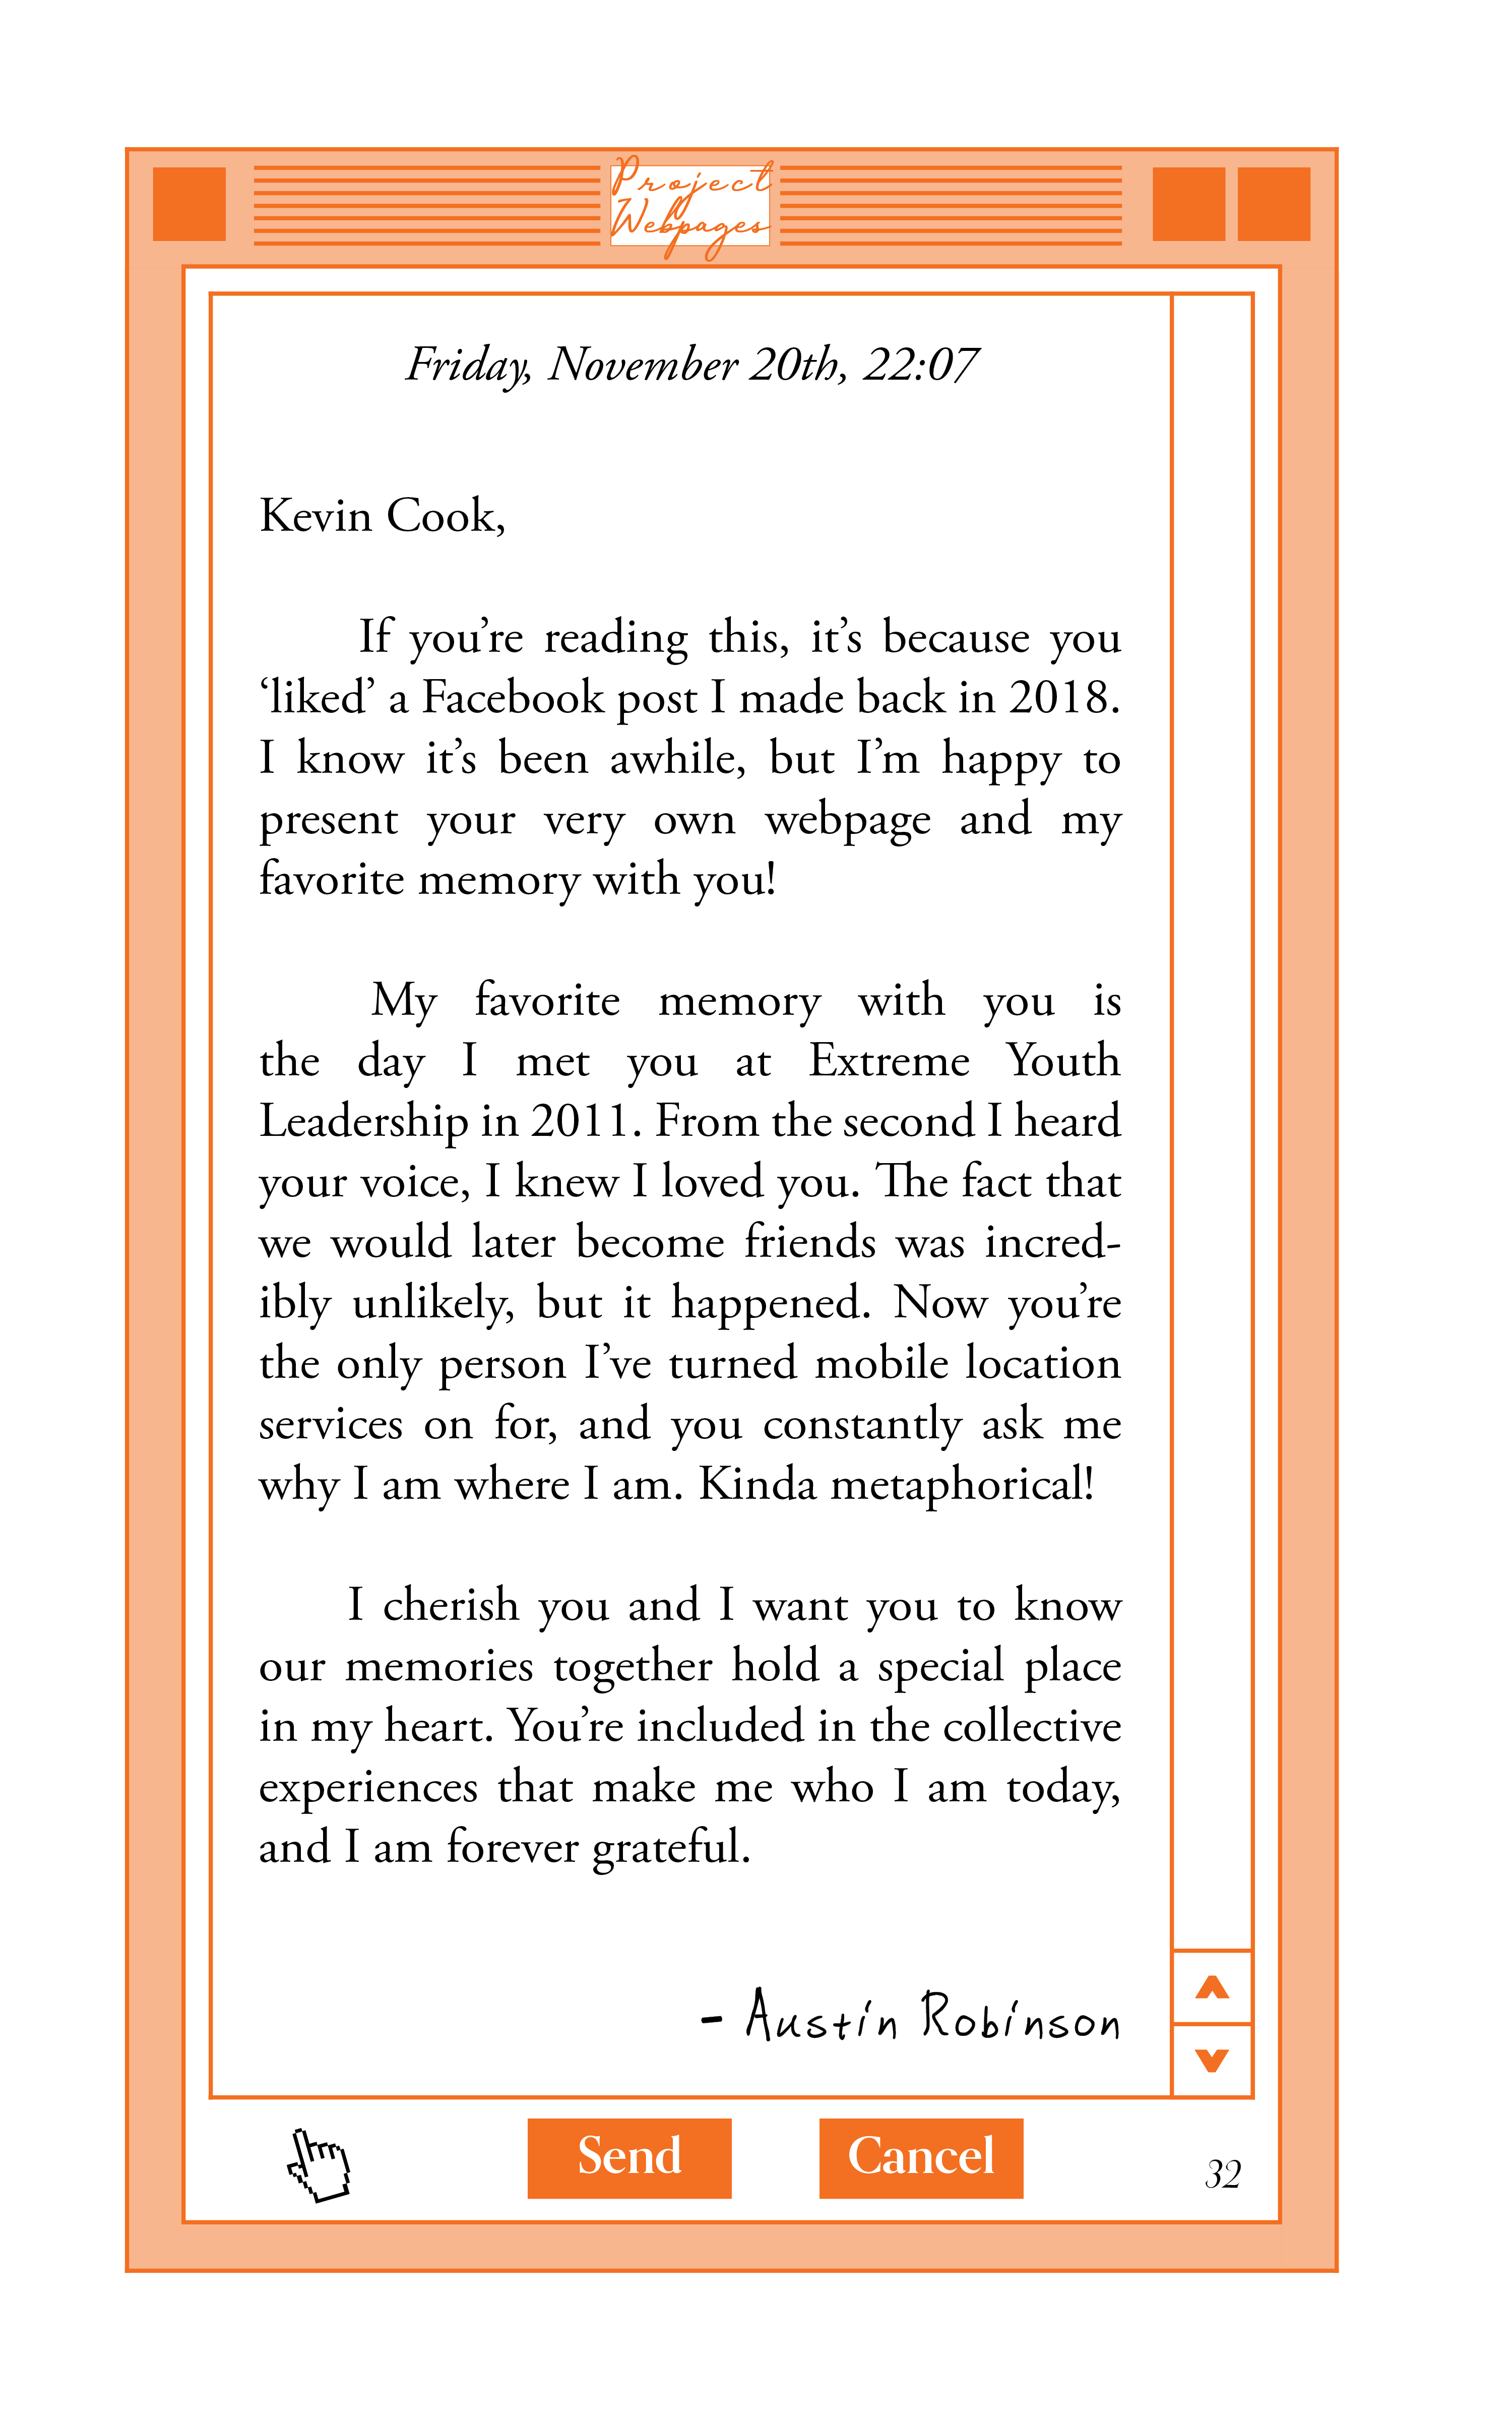 Project
Webpages
Friday, November 20th, 22:07
Kevin Cook,
If you’re reading this, it’s because you
‘liked’ a Facebook post I made back in 2018.
I know it’s been awhile, but I’m happy to
present your very own webpage and my
favorite memory with you!
My favorite memory with you is
the day I met you at Extreme Youth
Leadership in 2011. From the second I heard
your voice, I knew I loved you. The fact that
we would later become friends was incred-
ibly unlikely, but it happened. Now you’re
the only person I’ve turned mobile location
services on for, and you constantly ask me
why I am where I am. Kinda metaphorical!
I cherish you and I want you to know
our memories together hold a special place
in my heart. You’re included in the collective
experiences that make me who I am today,
and I am forever grateful.
- Austin Robinson
Send Cancel
32